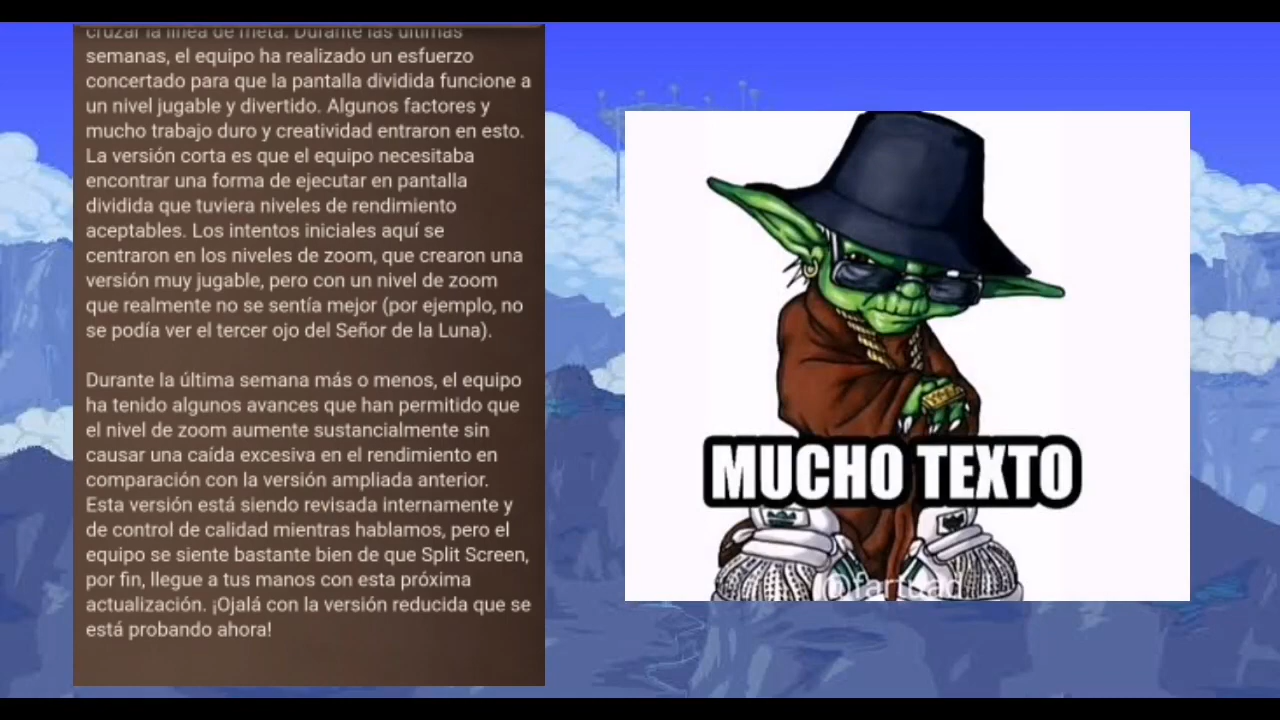 cruzar la línea de meta. Durante las últimas
semanas, el equipo ha realizado un esfuerzo
concertado para que la pantalla dividida funcione a
un nivel jugable y divertido. Algunos factores y
mucho trabajo duro y creatividad entraron en esto.
La versión corta es que el equipo necesitaba
encontrar una forma de ejecutar en pantalla
dividida que tuviera niveles de rendimiento
aceptables. Los intentos iniciales aquí se
centraron en los niveles de zoom, que crearon una
versión muy jugable, pero con un nivel de zoom
que realmente no se sentía mejor (por ejemplo, no
se podía ver el tercer ojo del Señor de la Luna).
Durante la última semana más o menos, el equipo
ha tenido algunos avances que han permitido que
el nivel de zoom aumente sustancialmente sin
causar una caída excesiva en el rendimiento en
comparación con la versión ampliada anterior.
Esta versión está siendo revisada internamente y
de control de calidad mientras hablamos, pero el
equipo se siente bastante bien de que Split Screen,
por fin, llegue a tus manos con esta próxima
actualización. ¡Ojalá con la versión reducida que se
está probando ahora!
MUCHO TEXTO